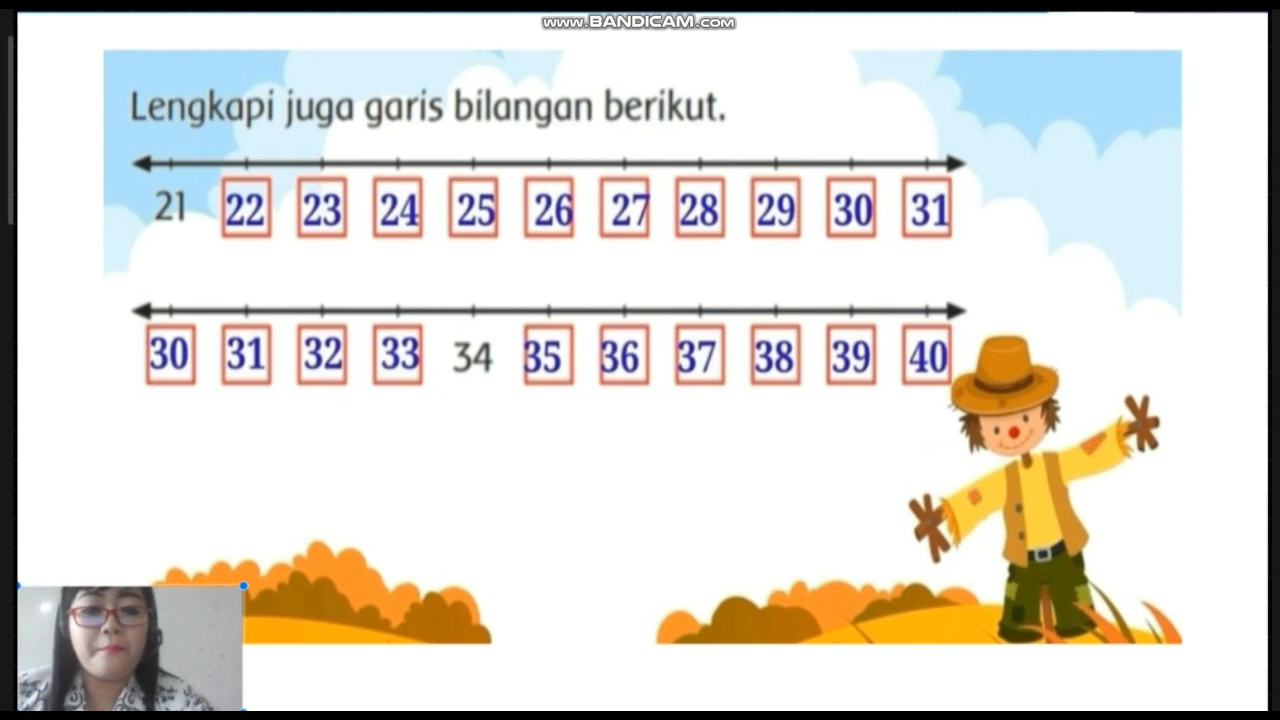 www.BANDICAM.com
Lengkapi juga garis bilangan berikut.
21 22 23 24 25 26 27 28 29 30 31
30 31 32 33 34 35 36 37 38 39 40